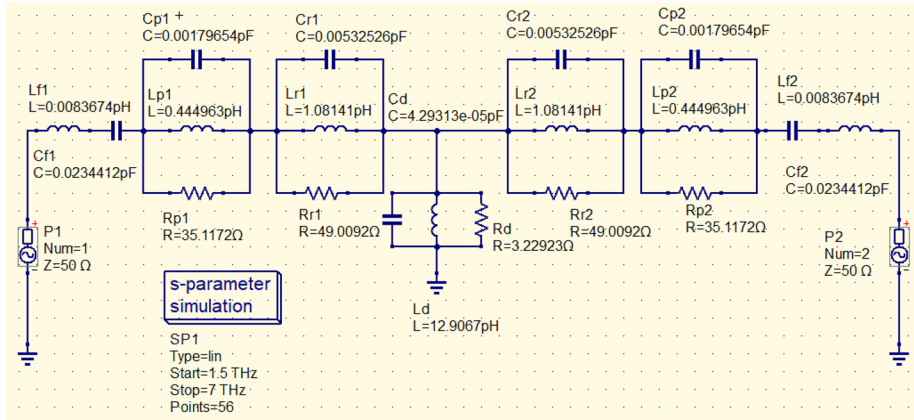 Cp1
C=0.00179654pF
Cr1
C=0.00532526pF
Cr2
C=0.00532526pF
Cp2
C=0.00179654pF
Lf1
L=0.0083674pH
Lp1
L=0.444963pH
Lr1
L=1.08141pH
Cd
C=4.29313e-05pF
Lr2
L=1.08141pH
Lp2
L=0.444963pH
Lf2
L=0.0083674pH
Cf1
C=0.0234412pF
Cf2
C=0.0234412pF
Rp1
R=35.1172Ω
Rr1
R=49.0092Ω
Rd
R=3.22923Ω
Rr2
R=49.0092Ω
Rp2
R=35.1172Ω
P1
Num=1
Z=50 Ω
P2
Num=2
Z=50 Ω
s-parameter
simulation
Ld
L=12.9067pH
SP1
Type=lin
Start=1.5 THz
Stop=7 THz
Points=56